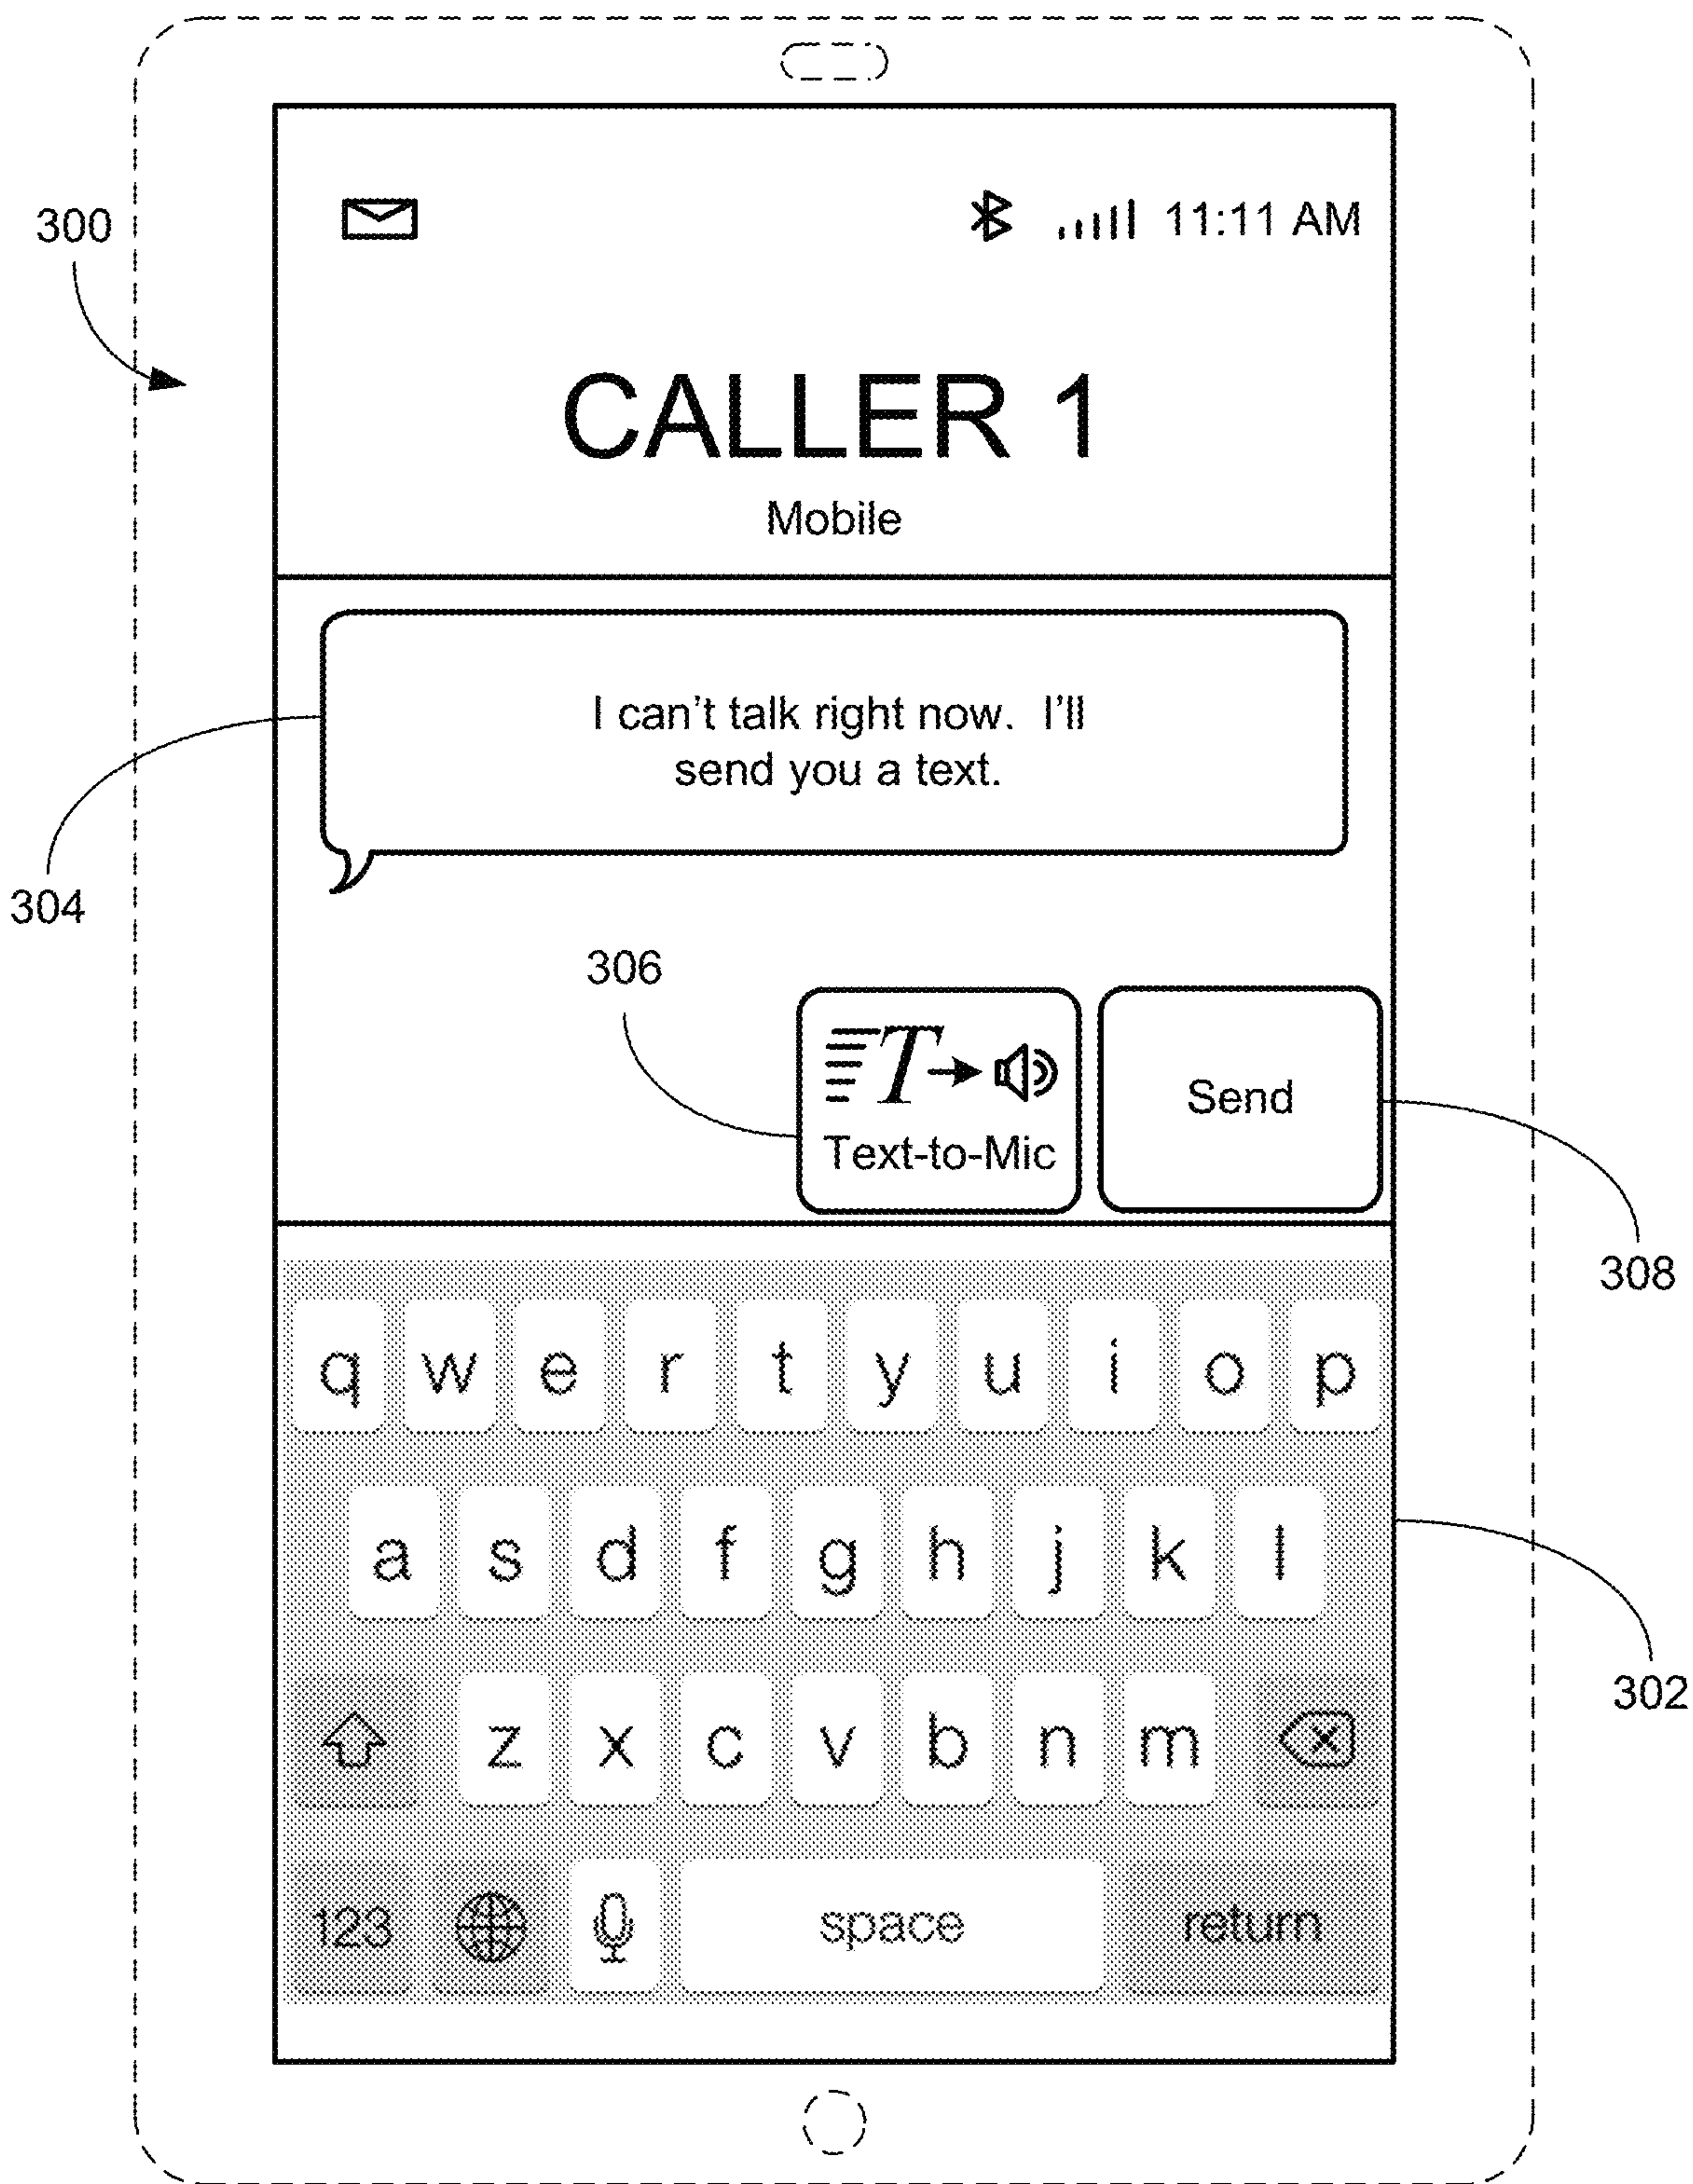 300
11:11 AM
CALLER 1
Mobile
I can't talk right now.  I'll
send you a text.
304
306
T
Text-to-Mic
Send
308
q w e r t y u i o p
a s d f g h j k l
302
z x c v b n m
123 space return